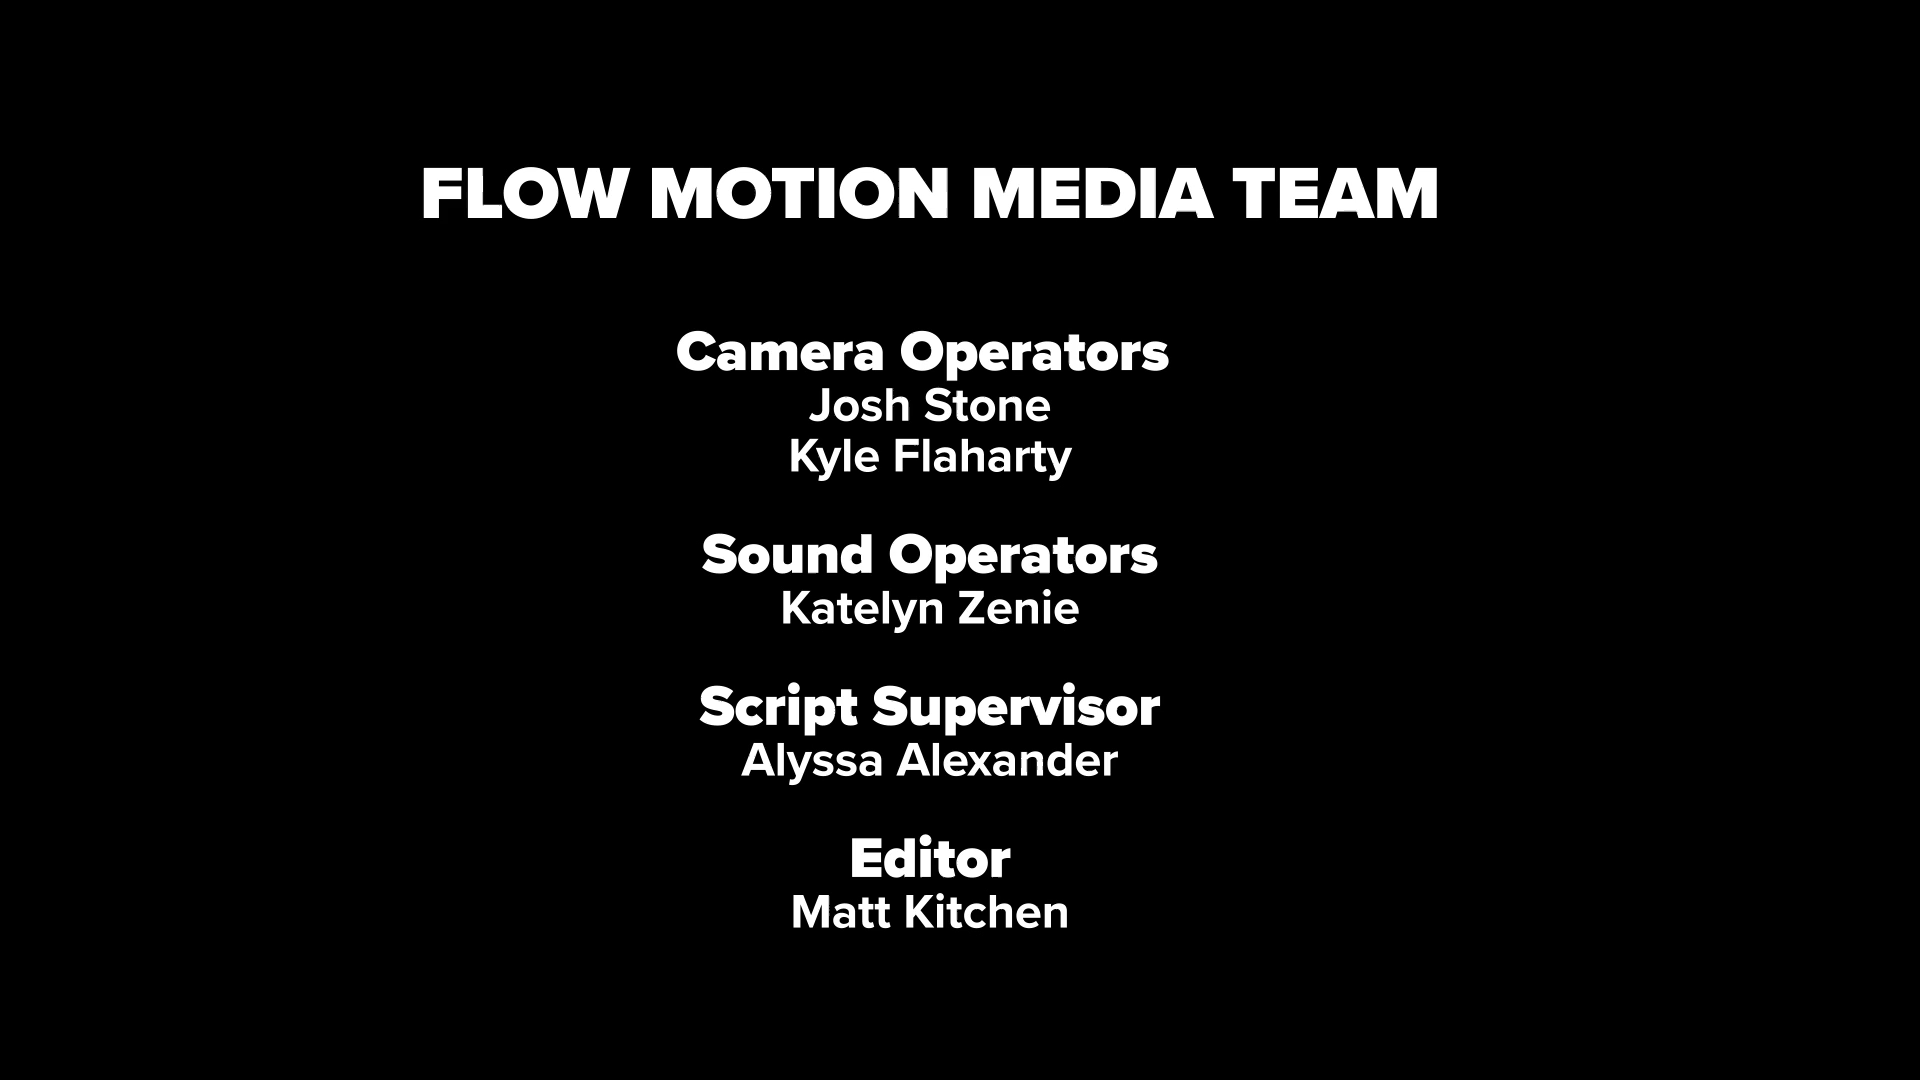 FLOW MOTION MEDIA TEAM
Camera Operators
Josh Stone
Kyle Flaharty
Sound Operators
Katelyn Zenie
Script Supervisor
Alyssa Alexander
Editor
Matt Kitchen